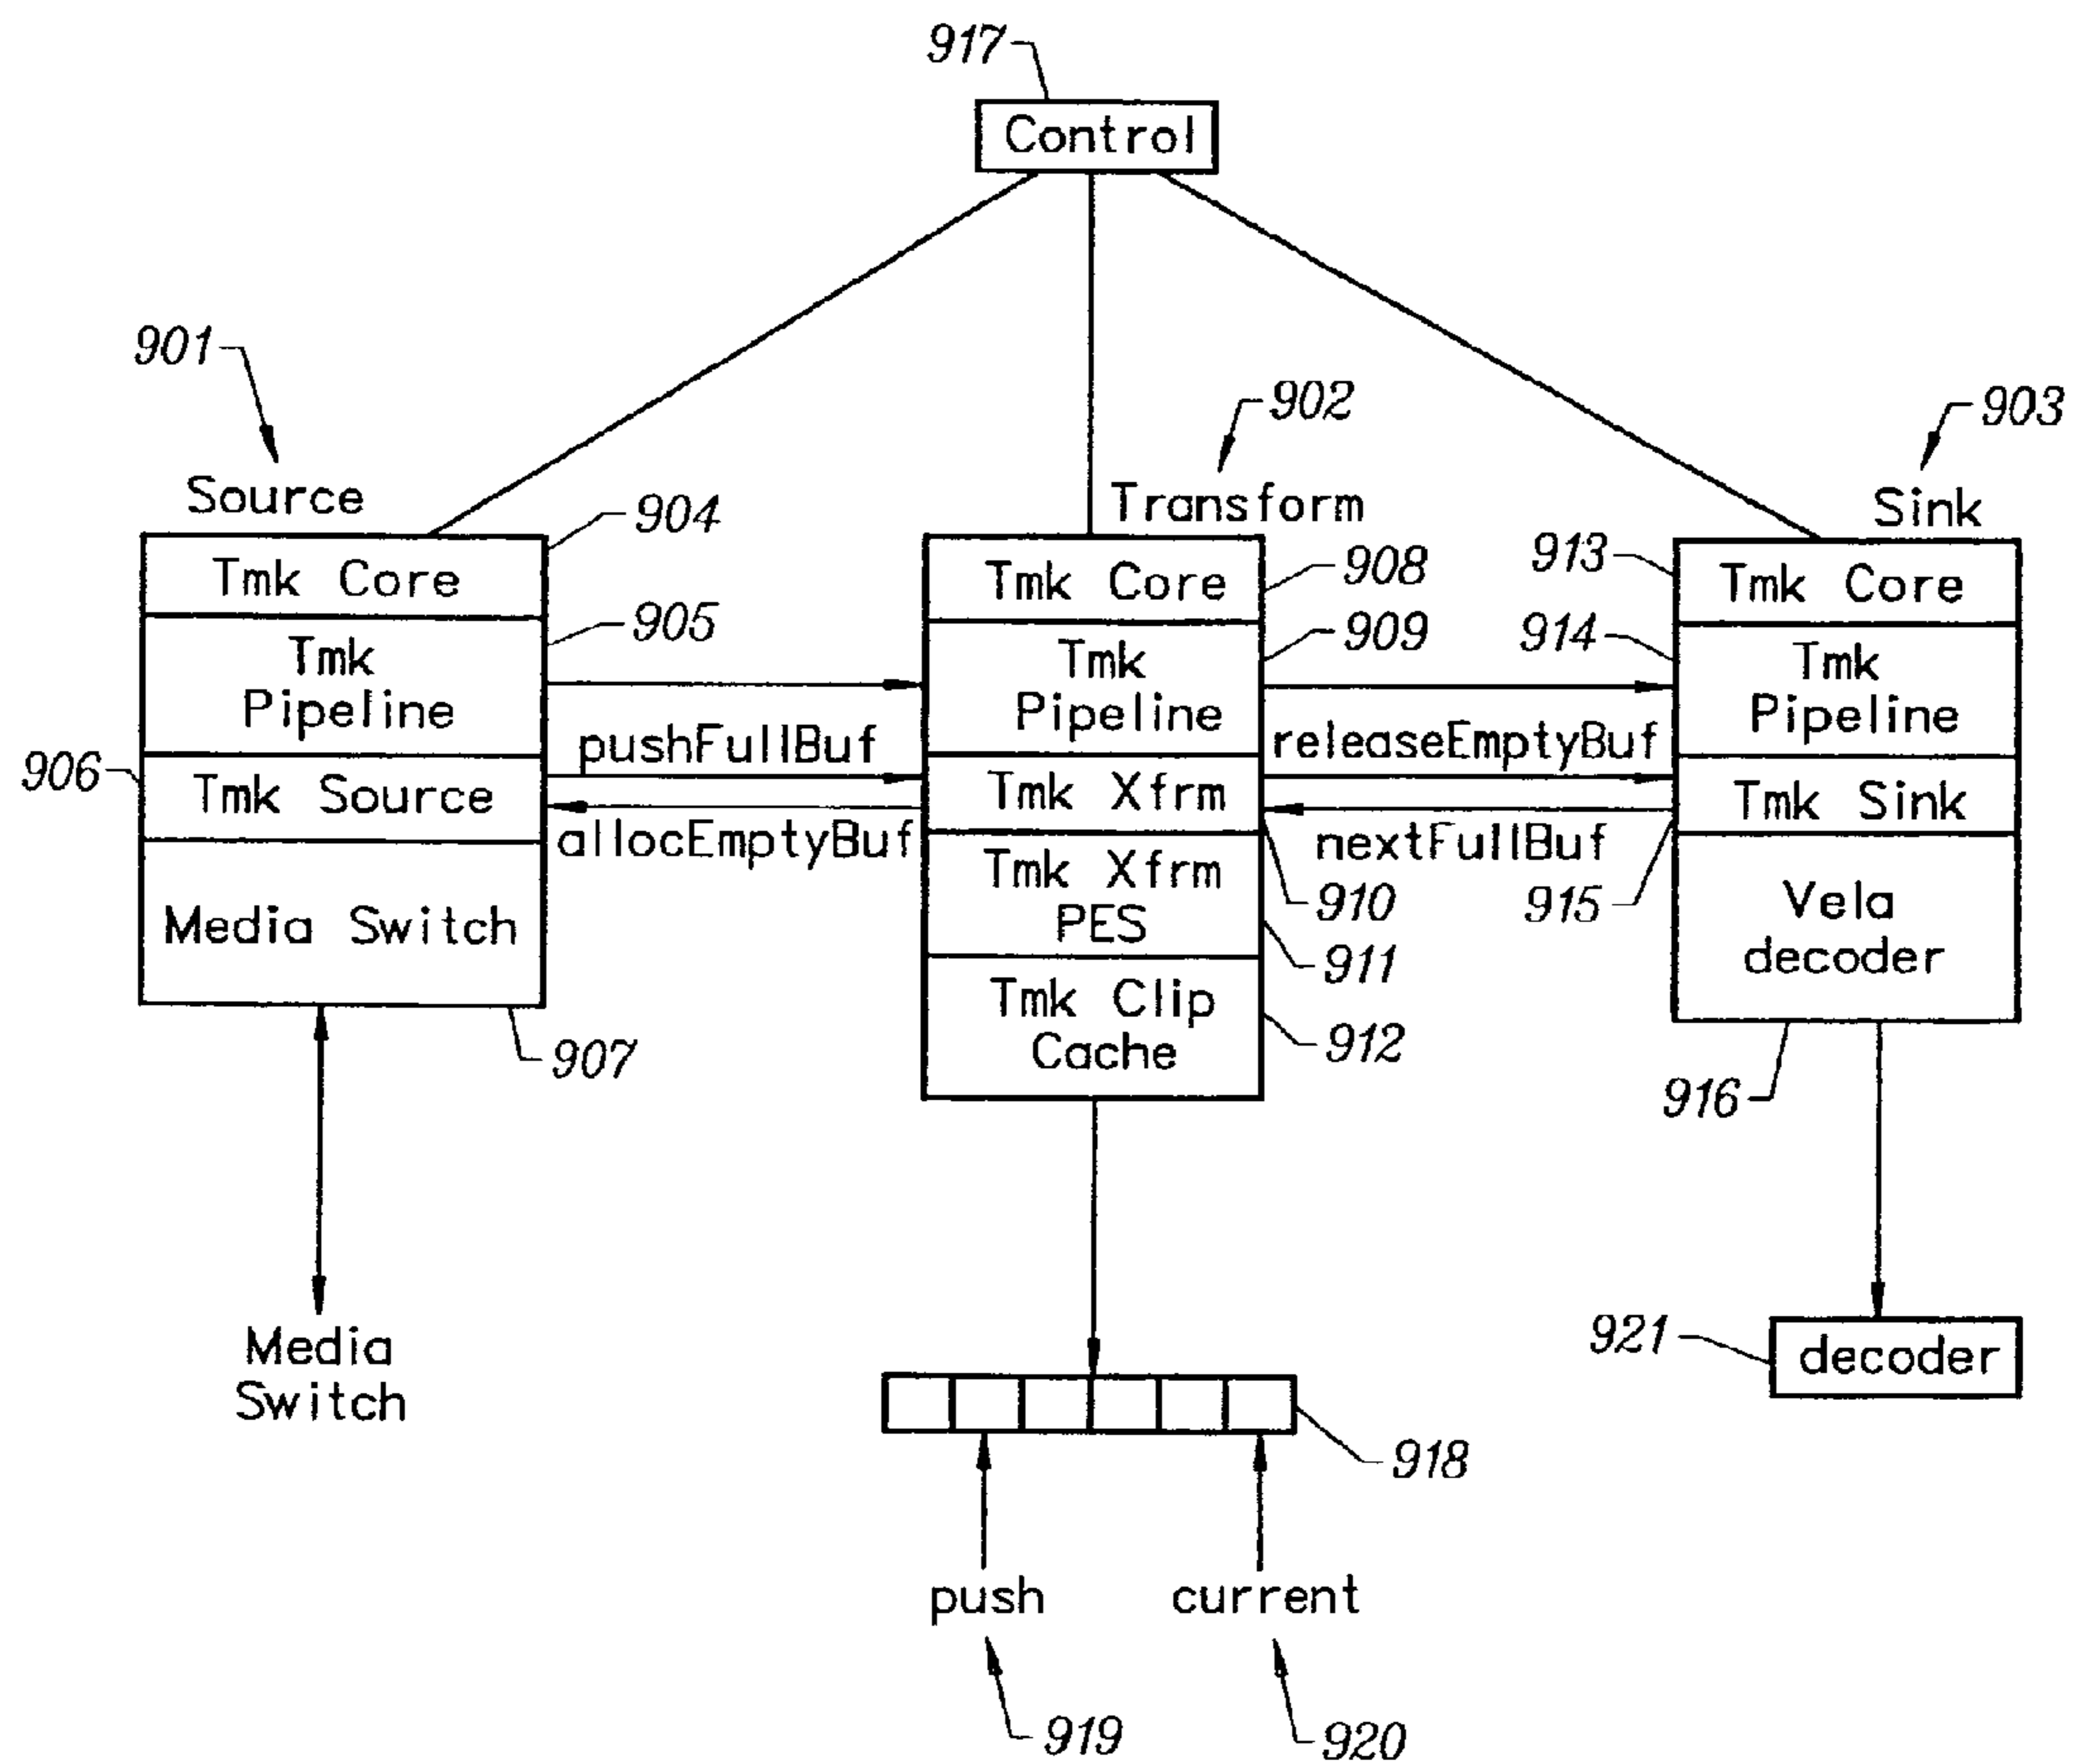 917
Control
901
902
903
Source
Transform
Sink
904
Tmk Core
905
Tmk
Pipeline
906
Tmk Source
Media Switch
907
Media
Switch
pushFullBuf
allocEmptyBuf
Tmk Core
908
Tmk
Pipeline
909
Tmk Xfrm
910
Tmk Xfrm
PES
911
Tmk Clip
Cache
912
releaseEmptyBuf
nextFullBuf
913
Tmk Core
914
Tmk
Pipeline
915
Tmk Sink
Vela
decoder
916
921
decoder
918
push
current
919
920